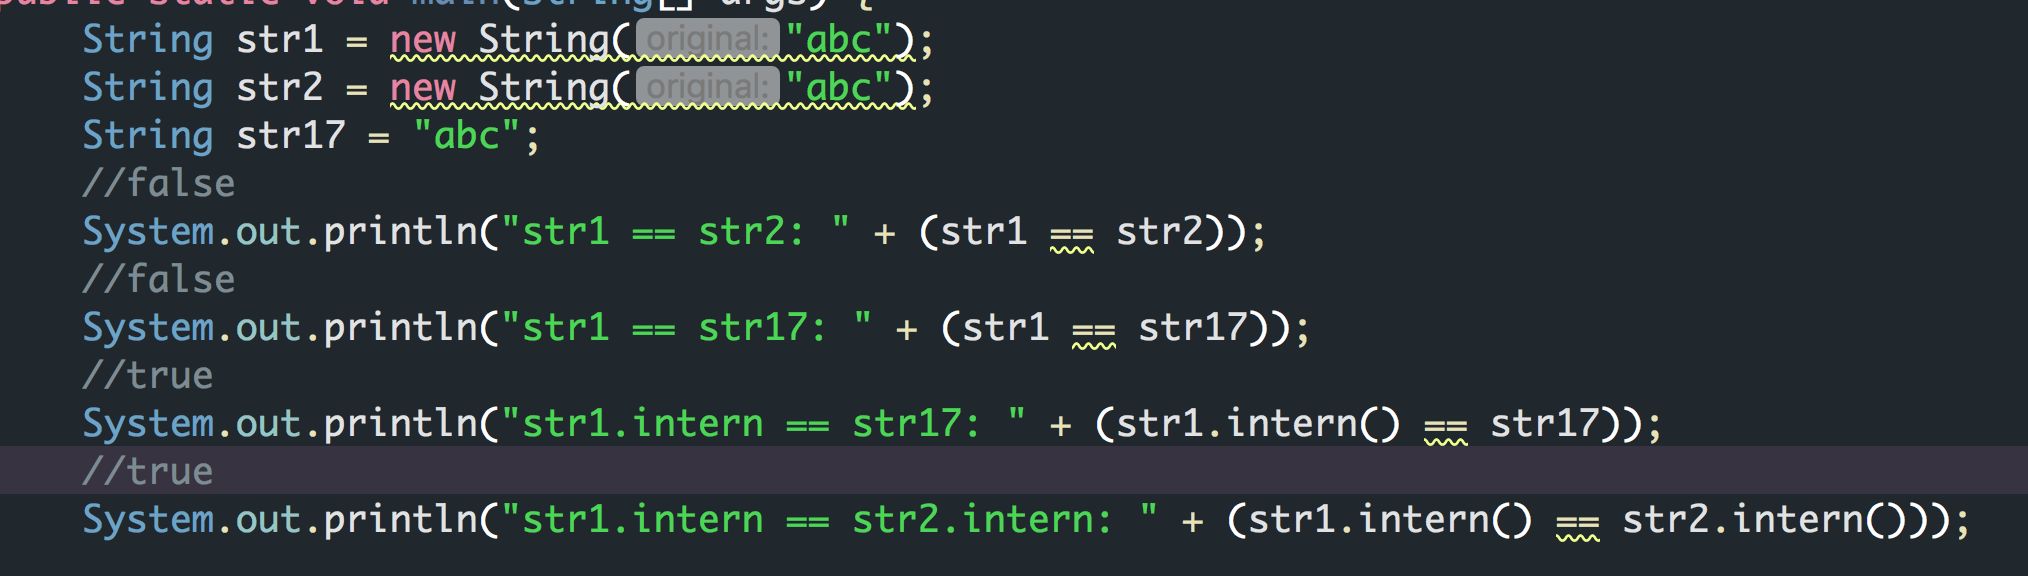 public static void main(String[] args) {
String str1 = new String( original: "abc");
String str2 = new String( original: "abc");
String str17 = "abc";
//false
System.out.println("str1 == str2: " + (str1 == str2));
//false
System.out.println("str1 == str17: " + (str1 == str17));
//true
System.out.println("str1.intern == str17: " + (str1.intern() == str17));
//true
System.out.println("str1.intern == str2.intern: " + (str1.intern() == str2.intern()));